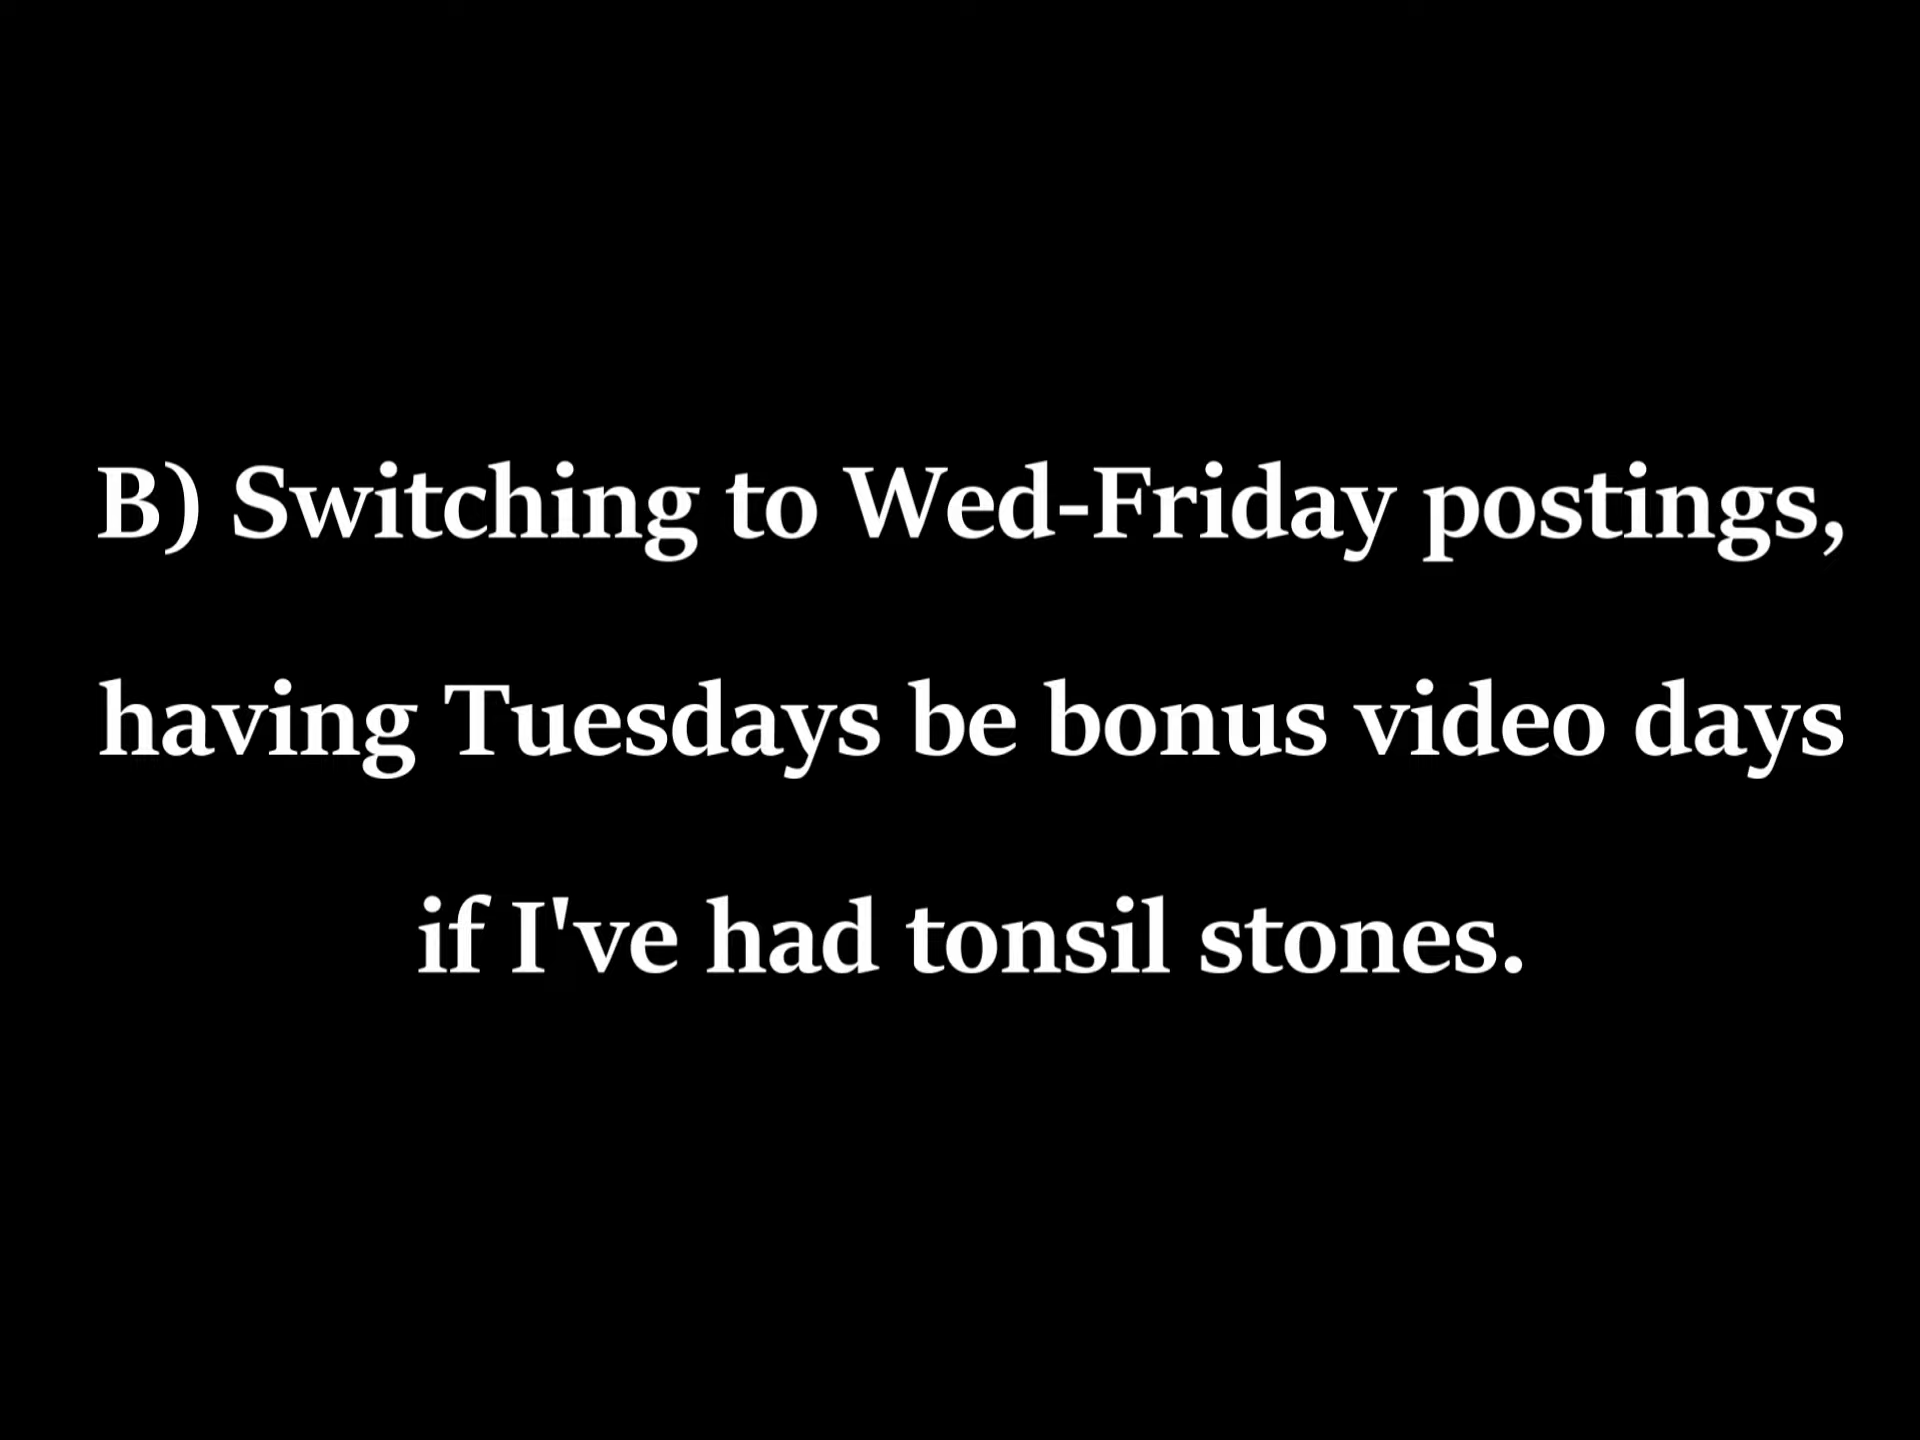 B) Switching to Wed-Friday postings,
having Tuesdays be bonus video days
if I've had tonsil stones.